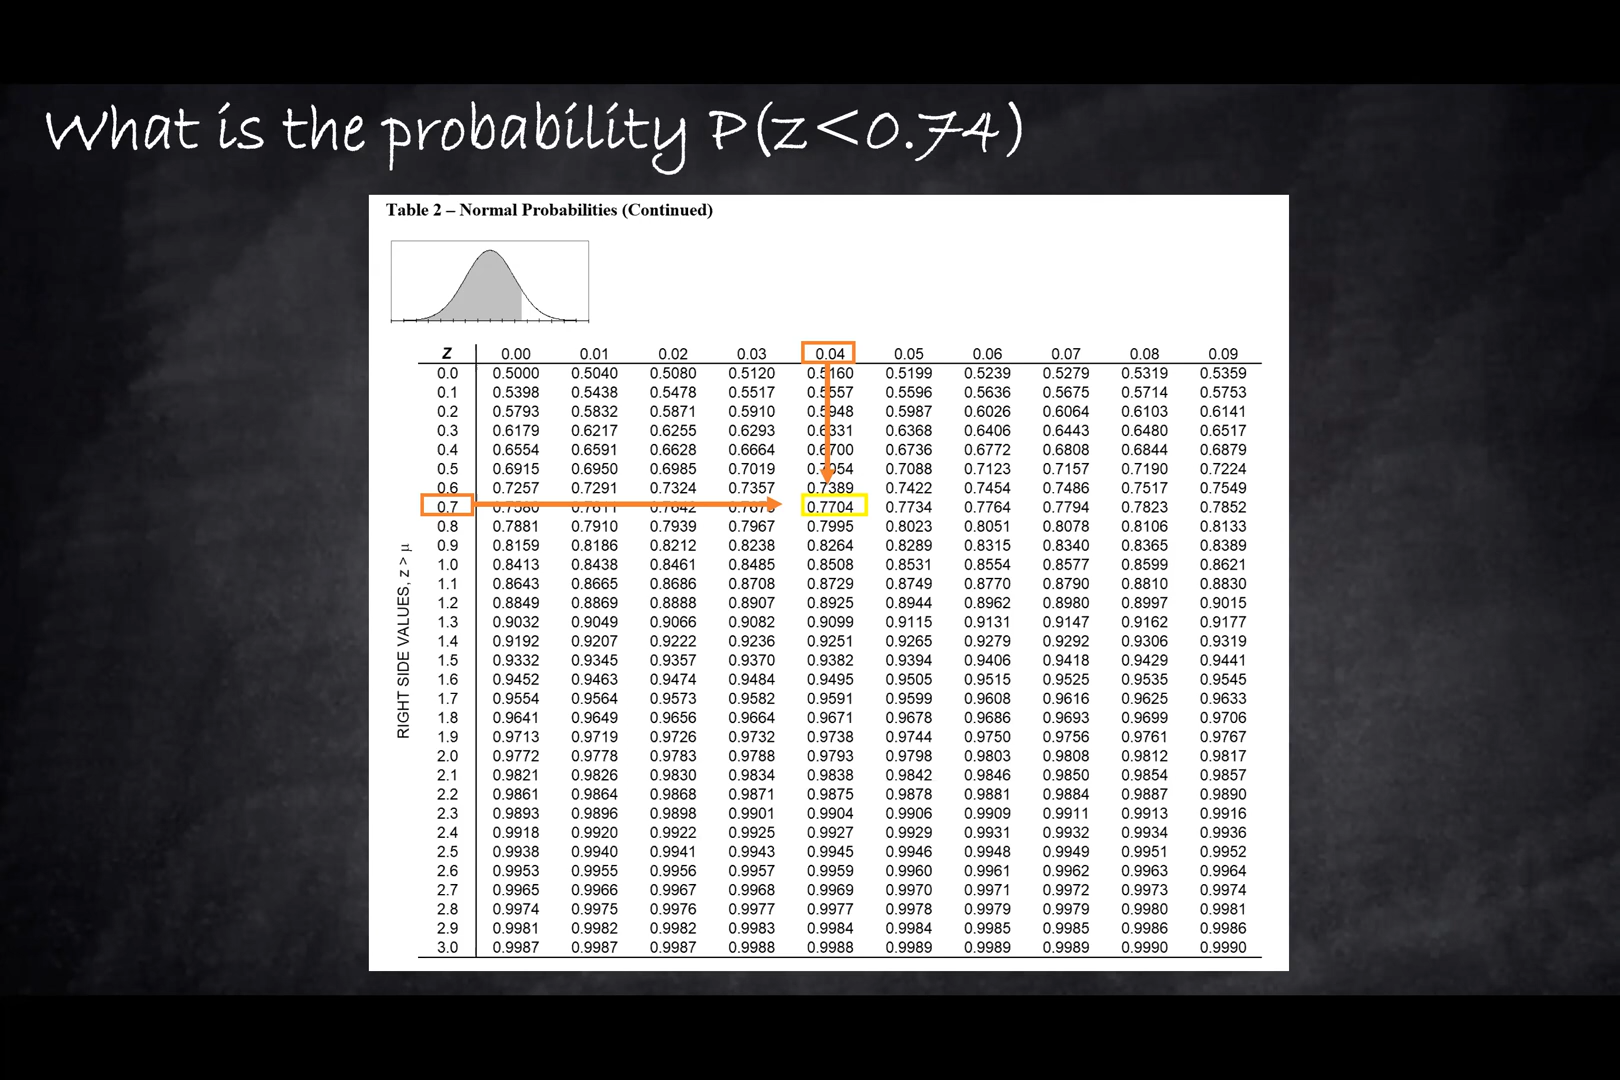 What is the probability P(z<0.74)
Table 2 – Normal Probabilities (Continued)
Z 0.00 0.01 0.02 0.03 0.04 0.05 0.06 0.07 0.08 0.09
0.0 0.5000 0.5040 0.5080 0.5120 0.5160 0.5199 0.5239 0.5279 0.5319 0.5359
0.1 0.5398 0.5438 0.5478 0.5517 0.5557 0.5596 0.5636 0.5675 0.5714 0.5753
0.2 0.5793 0.5832 0.5871 0.5910 0.5948 0.5987 0.6026 0.6064 0.6103 0.6141
0.3 0.6179 0.6217 0.6255 0.6293 0.6331 0.6368 0.6406 0.6443 0.6480 0.6517
0.4 0.6554 0.6591 0.6628 0.6664 0.6700 0.6736 0.6772 0.6808 0.6844 0.6879
0.5 0.6915 0.6950 0.6985 0.7019 0.7054 0.7088 0.7123 0.7157 0.7190 0.7224
0.6 0.7257 0.7291 0.7324 0.7357 0.7389 0.7422 0.7454 0.7486 0.7517 0.7549
0.7 0.7704 0.7734 0.7764 0.7794 0.7823 0.7852
0.8 0.7881 0.7910 0.7939 0.7967 0.7995 0.8023 0.8051 0.8078 0.8106 0.8133
0.9 0.8159 0.8186 0.8212 0.8238 0.8264 0.8289 0.8315 0.8340 0.8365 0.8389
1.0 0.8413 0.8438 0.8461 0.8485 0.8508 0.8531 0.8554 0.8577 0.8599 0.8621
1.1 0.8643 0.8665 0.8686 0.8708 0.8729 0.8749 0.8770 0.8790 0.8810 0.8830
1.2 0.8849 0.8869 0.8888 0.8907 0.8925 0.8944 0.8962 0.8980 0.8997 0.9015
1.3 0.9032 0.9049 0.9066 0.9082 0.9099 0.9115 0.9131 0.9147 0.9162 0.9177
1.4 0.9192 0.9207 0.9222 0.9236 0.9251 0.9265 0.9279 0.9292 0.9306 0.9319
1.5 0.9332 0.9345 0.9357 0.9370 0.9382 0.9394 0.9406 0.9418 0.9429 0.9441
1.6 0.9452 0.9463 0.9474 0.9484 0.9495 0.9505 0.9515 0.9525 0.9535 0.9545
1.7 0.9554 0.9564 0.9573 0.9582 0.9591 0.9599 0.9608 0.9616 0.9625 0.9633
1.8 0.9641 0.9649 0.9656 0.9664 0.9671 0.9678 0.9686 0.9693 0.9699 0.9706
1.9 0.9713 0.9719 0.9726 0.9732 0.9738 0.9744 0.9750 0.9756 0.9761 0.9767
2.0 0.9772 0.9778 0.9783 0.9788 0.9793 0.9798 0.9803 0.9808 0.9812 0.9817
2.1 0.9821 0.9826 0.9830 0.9834 0.9838 0.9842 0.9846 0.9850 0.9854 0.9857
2.2 0.9861 0.9864 0.9868 0.9871 0.9875 0.9878 0.9881 0.9884 0.9887 0.9890
2.3 0.9893 0.9896 0.9898 0.9901 0.9904 0.9906 0.9909 0.9911 0.9913 0.9916
2.4 0.9918 0.9920 0.9922 0.9925 0.9927 0.9929 0.9931 0.9932 0.9934 0.9936
2.5 0.9938 0.9940 0.9941 0.9943 0.9945 0.9946 0.9948 0.9949 0.9951 0.9952
2.6 0.9953 0.9955 0.9956 0.9957 0.9959 0.9960 0.9961 0.9962 0.9963 0.9964
2.7 0.9965 0.9966 0.9967 0.9968 0.9969 0.9970 0.9971 0.9972 0.9973 0.9974
2.8 0.9974 0.9975 0.9976 0.9977 0.9977 0.9978 0.9979 0.9979 0.9980 0.9981
2.9 0.9981 0.9982 0.9982 0.9983 0.9984 0.9984 0.9985 0.9985 0.9986 0.9986
3.0 0.9987 0.9987 0.9987 0.9988 0.9988 0.9989 0.9989 0.9989 0.9990 0.9990
RIGHT SIDE VALUES, z > μ